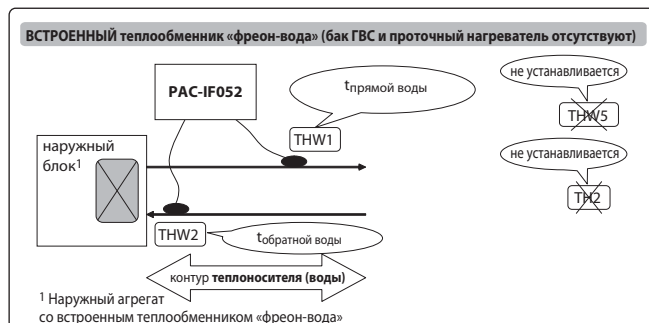 ВСТРОЕННЫЙ теплообменник «фреон-вода» (бак ГВС и проточный нагреватель отсутствуют)
PAC-IF052
tпрямой воды
THW1
не устанавливается
THW5
наружный
блок1
не устанавливается
TH2
THW2
tобратной воды
контур теплоносителя (воды)
1 Наружный агрегат
со встроенным теплообменником «фреон-вода»